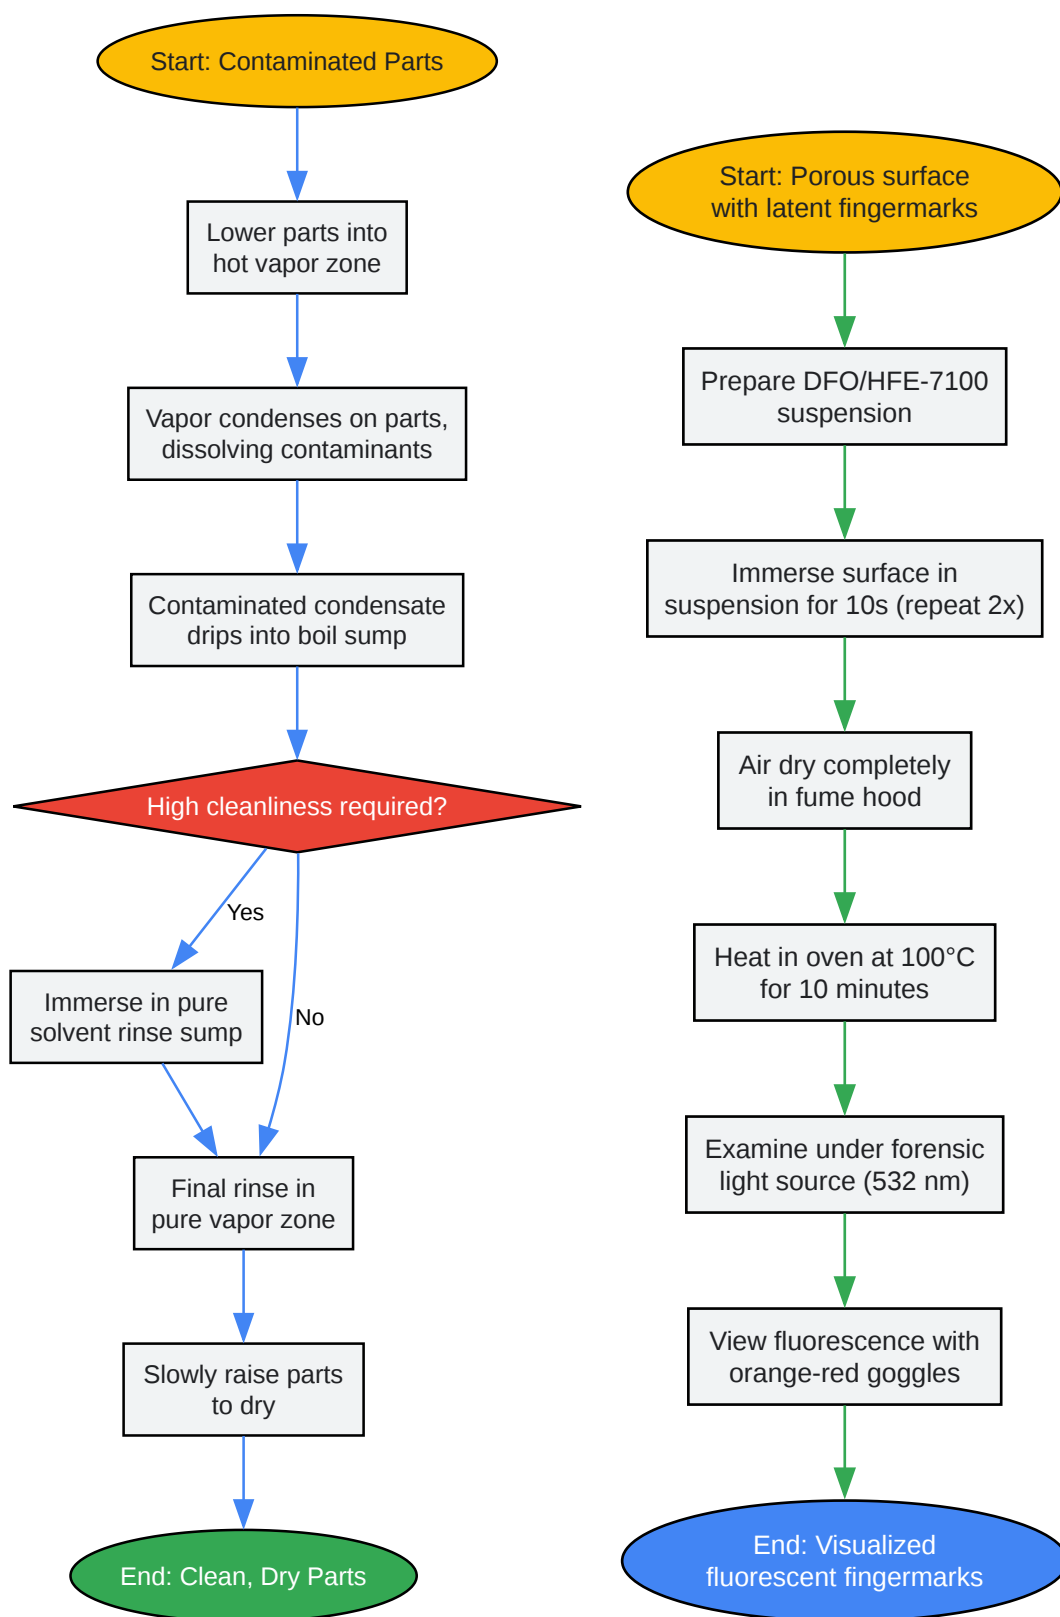 Start: Contaminated Parts
Lower parts into
hot vapor zone
Vapor condenses on parts,
dissolving contaminants
Contaminated condensate
drips into boil sump
High cleanliness required?
Yes
No
Immerse in pure
solvent rinse sump
Final rinse in
pure vapor zone
Slowly raise parts
to dry
End: Clean, Dry Parts
Start: Porous surface
with latent fingermarks
Prepare DFO/HFE-7100
suspension
Immerse surface in
suspension for 10s (repeat 2x)
Air dry completely
in fume hood
Heat in oven at 100°C
for 10 minutes
Examine under forensic
light source (532 nm)
View fluorescence with
orange-red goggles
End: Visualized
fluorescent fingermarks